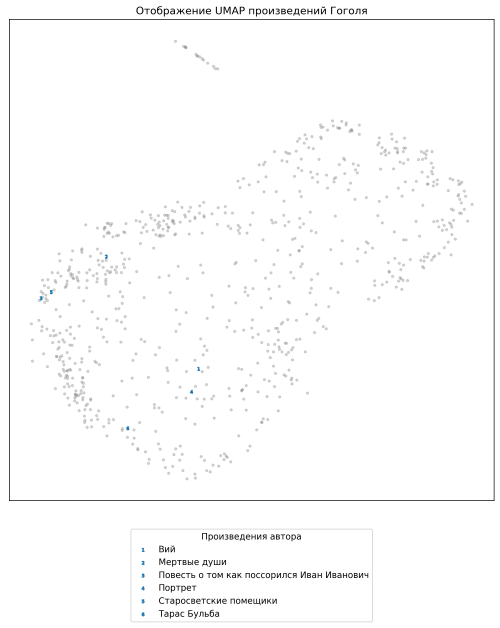 Отображение UMAP произведений Гоголя
2
5
3
1
4
6
Произведения автора
1 Вий
2 Мертвые души
3 Повесть о том как поссорился Иван Иванович
4 Портрет
5 Старосветские помещики
6 Тарас Бульба